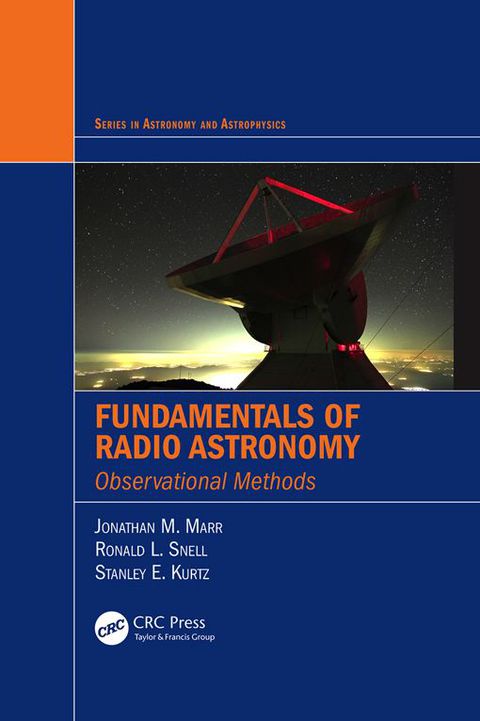 SERIES IN ASTRONOMY AND ASTROPHYSICS
FUNDAMENTALS OF
RADIO ASTRONOMY
Observational Methods
JONATHAN M. MARR
RONALD L. SNELL
STANLEY E. KURTZ
CRC
CRC Press
Taylor & Francis Group